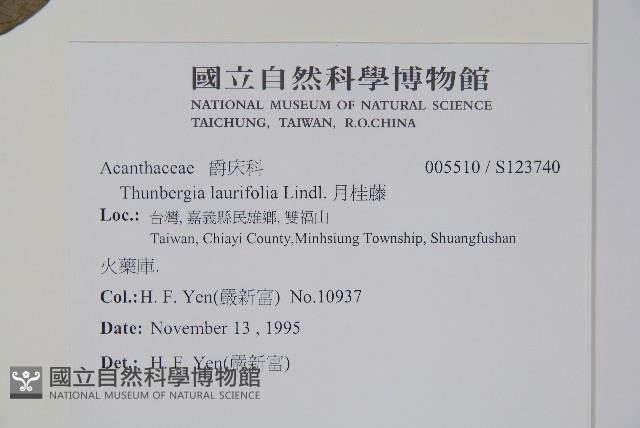 國立自然科學博物館
NATIONAL MUSEUM OF NATURAL SCIENCE
TAICHUNG, TAIWAN, R.O.CHINA
Acanthaceae 爵床科 005510 / S123740
Thunbergia laurifolia Lindl. 月桂藤
Loc.: 台灣, 嘉義縣民雄鄉, 雙福山
Taiwan, Chiayi County,Minhsiung Township, Shuangfushan
火藥庫.
Col.:H. F. Yen(嚴新富) No.10937
Date: November 13 , 1995
Det.: H. F. Yen(嚴新富)
國立自然科學博物館
NATIONAL MUSEUM OF NATURAL SCIENCE